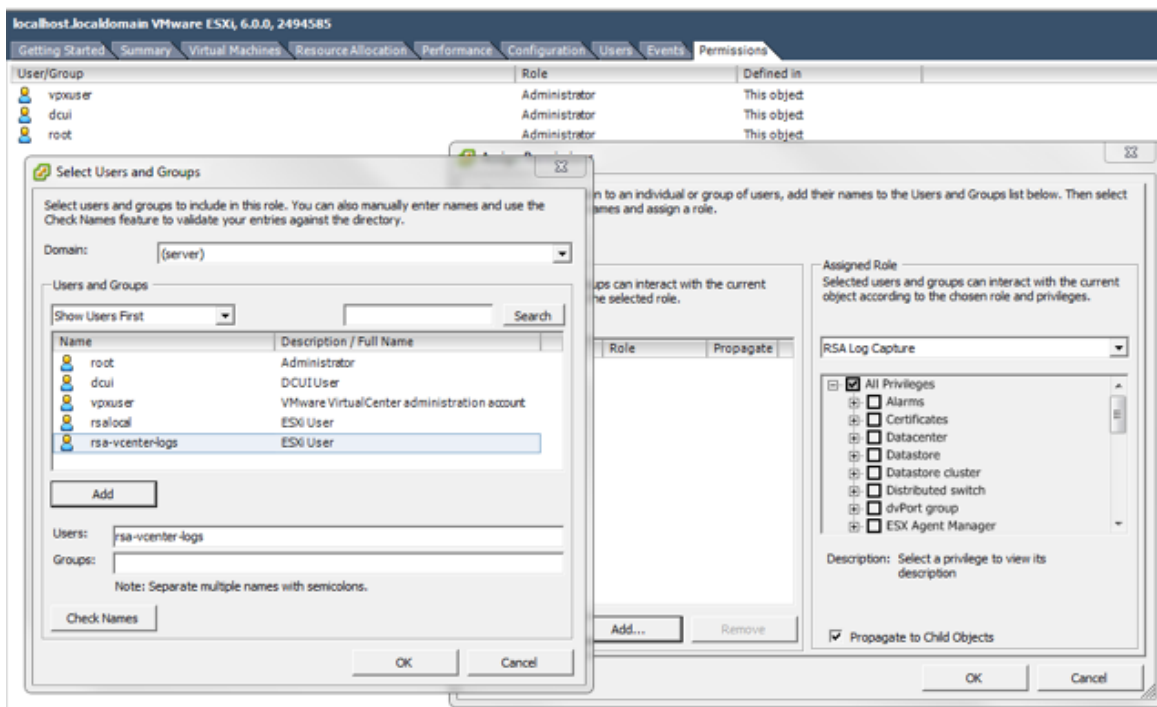 localhost.localdomain VMware ESXi, 6.0.0, 2494585
Getting Started Summary Virtual Machines Resource Allocation Performance Configuration Users Events Permissions
User/Group Role Defined in
vpxuser Administrator This object
dcui Administrator This object
root Administrator This object
Select Users and Groups
Select users and groups to include in this role. You can also manually enter names and use the
Check Names feature to validate your entries against the directory.
Domain: (server)
Users and Groups
Show Users First Search
Name Description / Full Name
root Administrator
dcui DCUI User
vpxuser VMware VirtualCenter administration account
rsalocal ESXi User
rsa-vcenter-logs ESXi User
Add
Users: rsa-vcenter-logs
Groups:
Note: Separate multiple names with semicolons.
Check Names
OK Cancel
n to an individual or group of users, add their names to the Users and Groups list below. Then select
ames and assign a role.
ups can interact with the current
he selected role.
Role Propagate
Add... Remove
Assigned Role
Selected users and groups can interact with the current
object according to the chosen role and privileges.
RSA Log Capture
All Privileges
Alarms
Certificates
Datacenter
Datastore
Datastore cluster
Distributed switch
dvPort group
ESX Agent Manager
Description: Select a privilege to view its
description
Propagate to Child Objects
OK Cancel